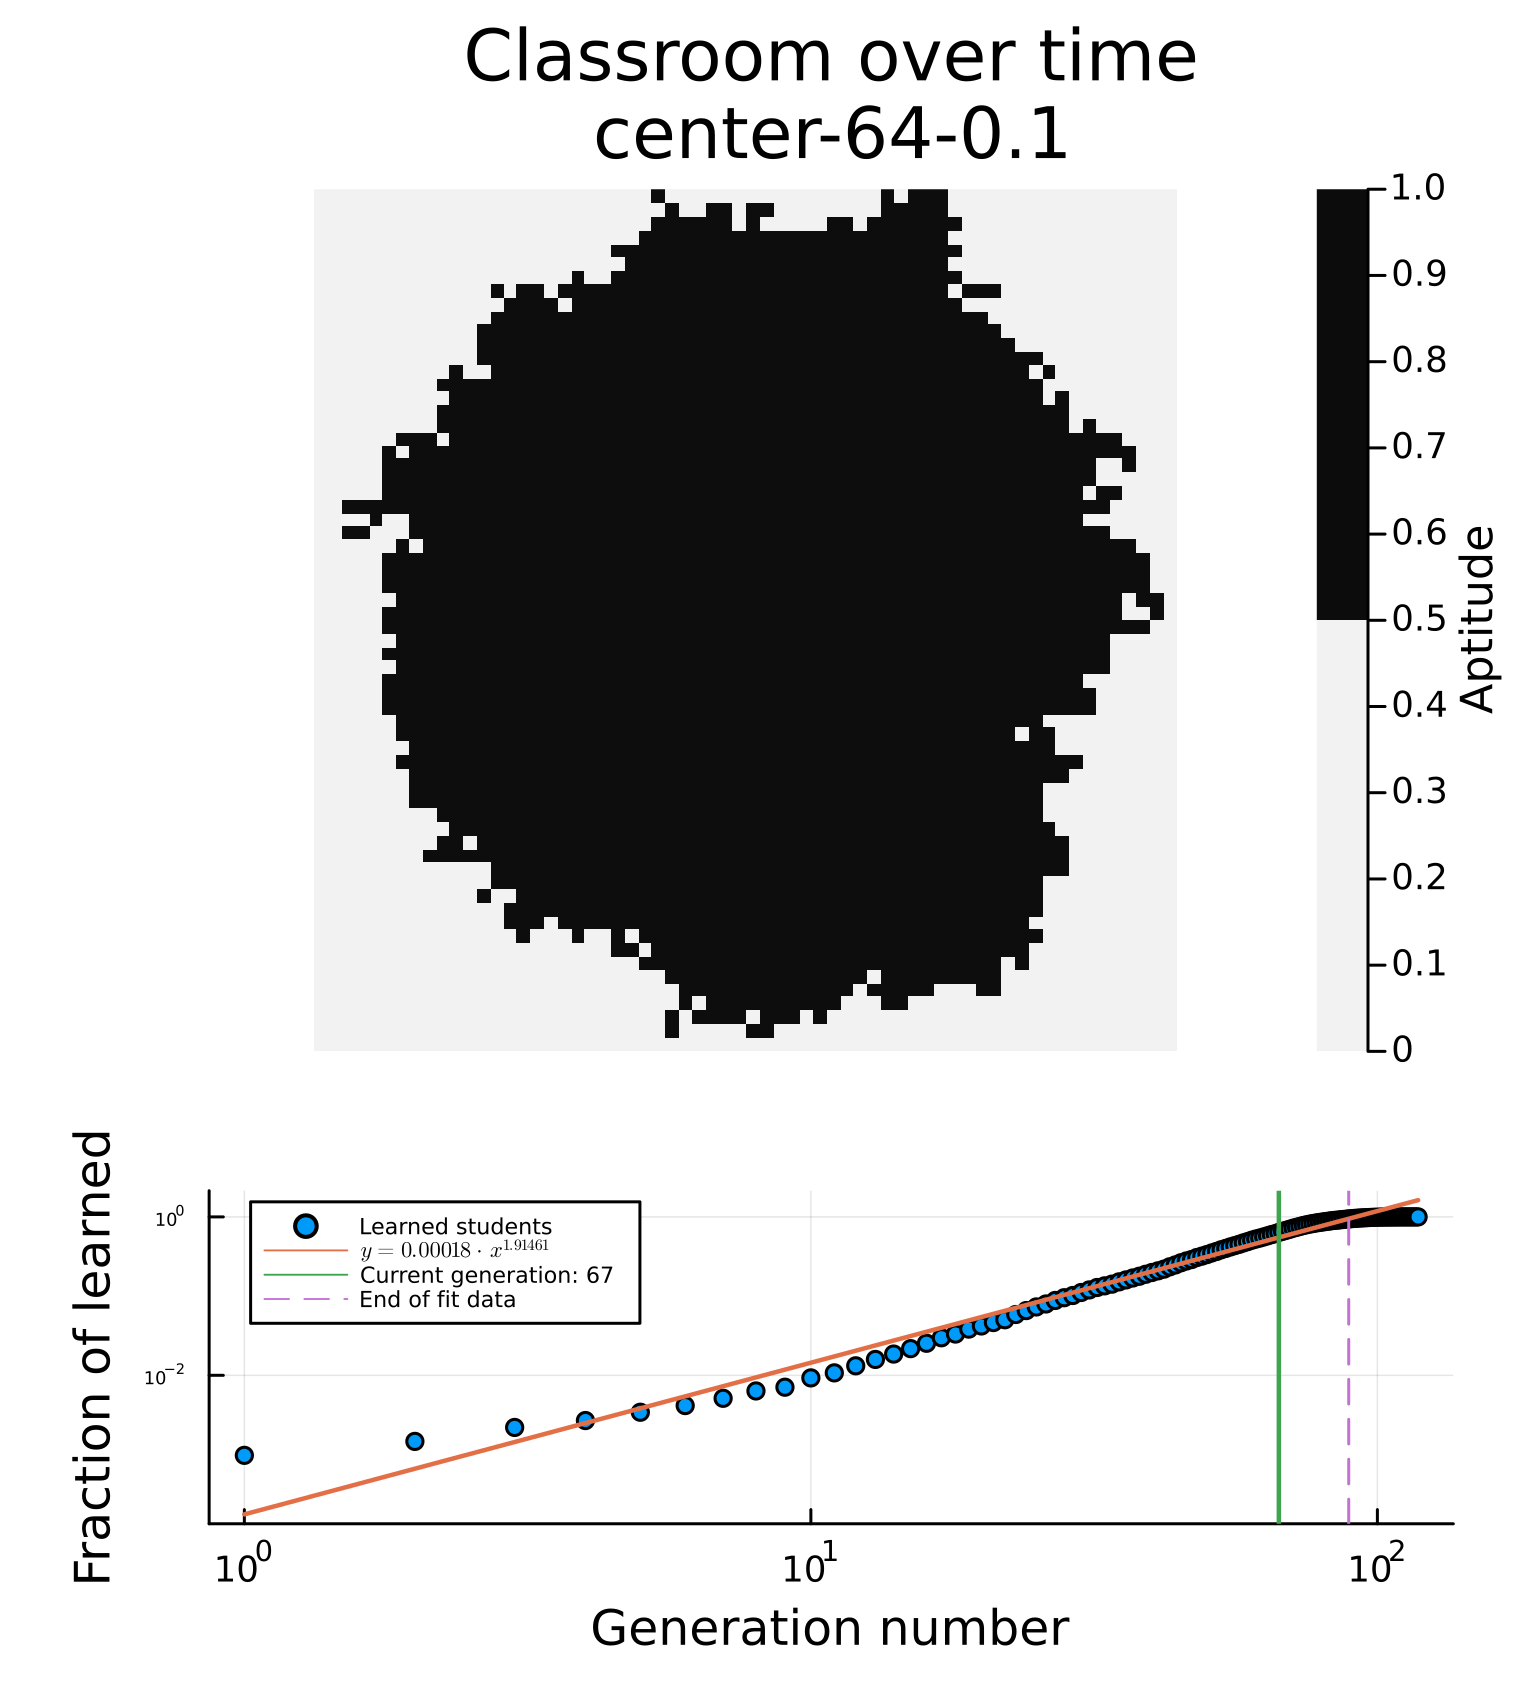 Classroom over time
center-64-0.1
1.0
0.9
0.8
0.7
0.6
0.5
0.4
0.3
0.2
0.1
0
Aptitude
Fraction of learned
10^0
10^-2
Learned students
y = 0.00018 · x^1.91461
Current generation: 67
End of fit data
10^0
10^1
10^2
Generation number